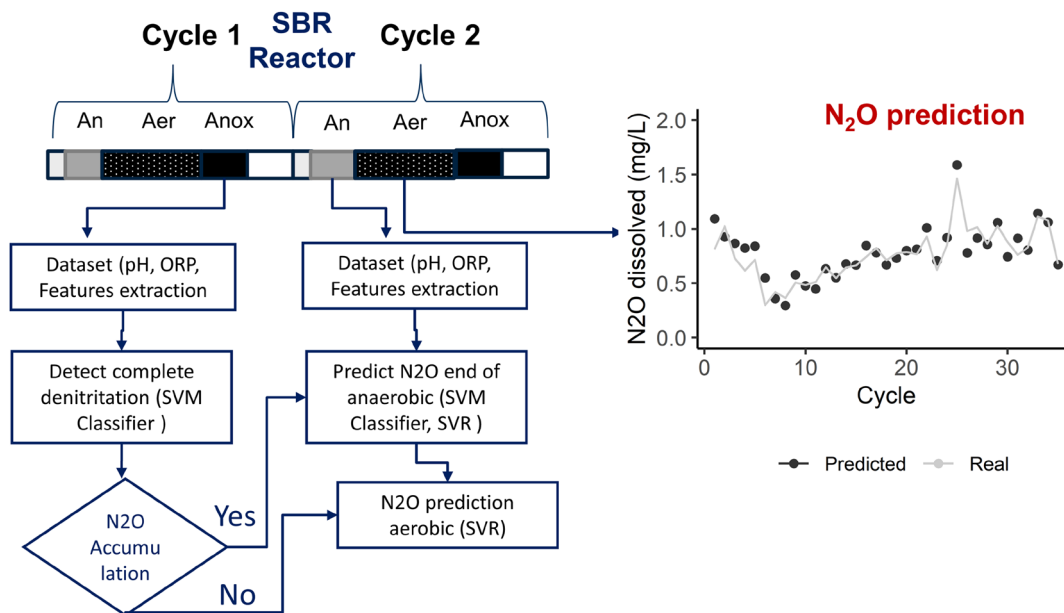 SBR
Reactor
Cycle 1
Cycle 2
An
Aer
Anox
An
Aer
Anox
Dataset (pH, ORP,
Features extraction
Detect complete
denitritation (SVM
Classifier )
N2O
Accumu
lation
Yes
No
Dataset (pH, ORP,
Features extraction
Predict N2O end of
anaerobic (SVM
Classifier, SVR )
N2O prediction
aerobic (SVR)
N₂O prediction
N2O dissolved (mg/L)
2.0
1.5
1.0
0.5
0.0
0
10
20
30
Cycle
Predicted
Real